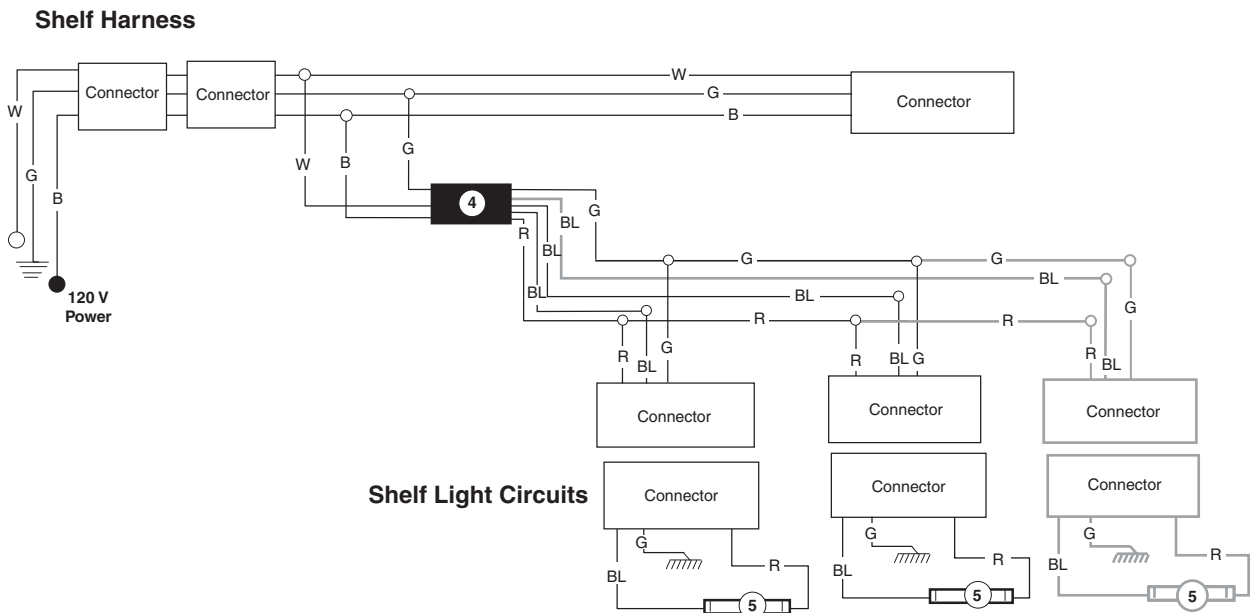 Shelf Harness
Connector
Connector
Connector
W
G
B
W
G
B
W
B
G
4
120 V
Power
G
BL
R
BL
BL
G
G
BL
BL
G
R
R
R
BL
G
R
BL
G
R
BL
Connector
Connector
Connector
Shelf Light Circuits
Connector
Connector
Connector
G
BL
R
5
G
BL
R
5
G
BL
R
5